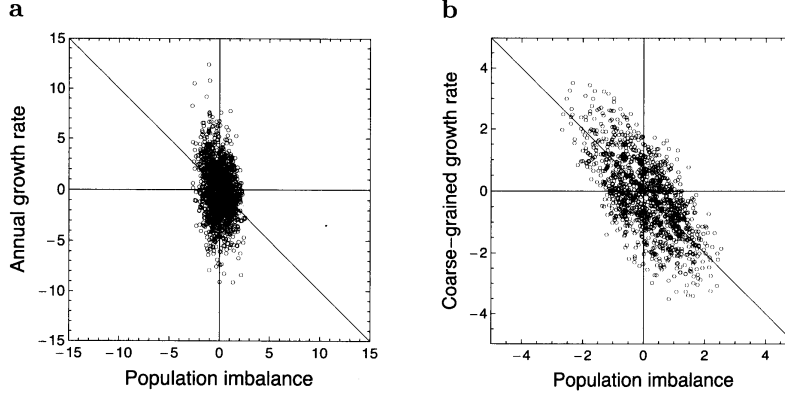 a
b
15
10
5
0
−5
−10
−15
Annual growth rate
−15 −10 −5 0 5 10 15
Population imbalance
4
2
0
−2
−4
Coarse−grained growth rate
−4 −2 0 2 4
Population imbalance